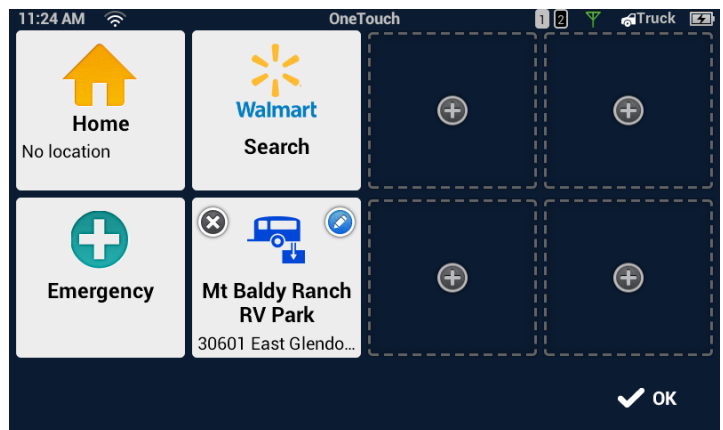 11:24 AM OneTouch 1 2 Truck
Home
No location
Walmart
Search
Emergency
Mt Baldy Ranch
RV Park
30601 East Glendo...
OK